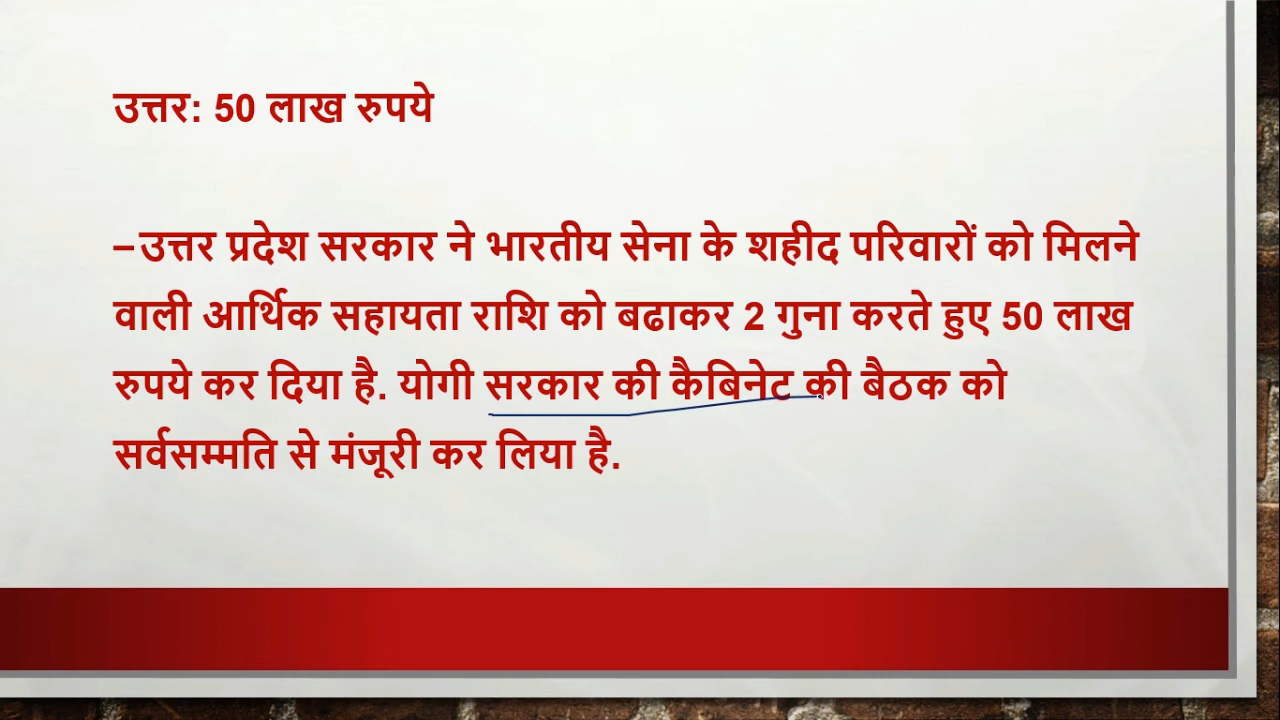 उत्तर: 50 लाख रुपये
–उत्तर प्रदेश सरकार ने भारतीय सेना के शहीद परिवारों को मिलने
वाली आर्थिक सहायता राशि को बढाकर 2 गुना करते हुए 50 लाख
रुपये कर दिया है. योगी सरकार की कैबिनेट की बैठक को
सर्वसम्मति से मंजूरी कर लिया है.